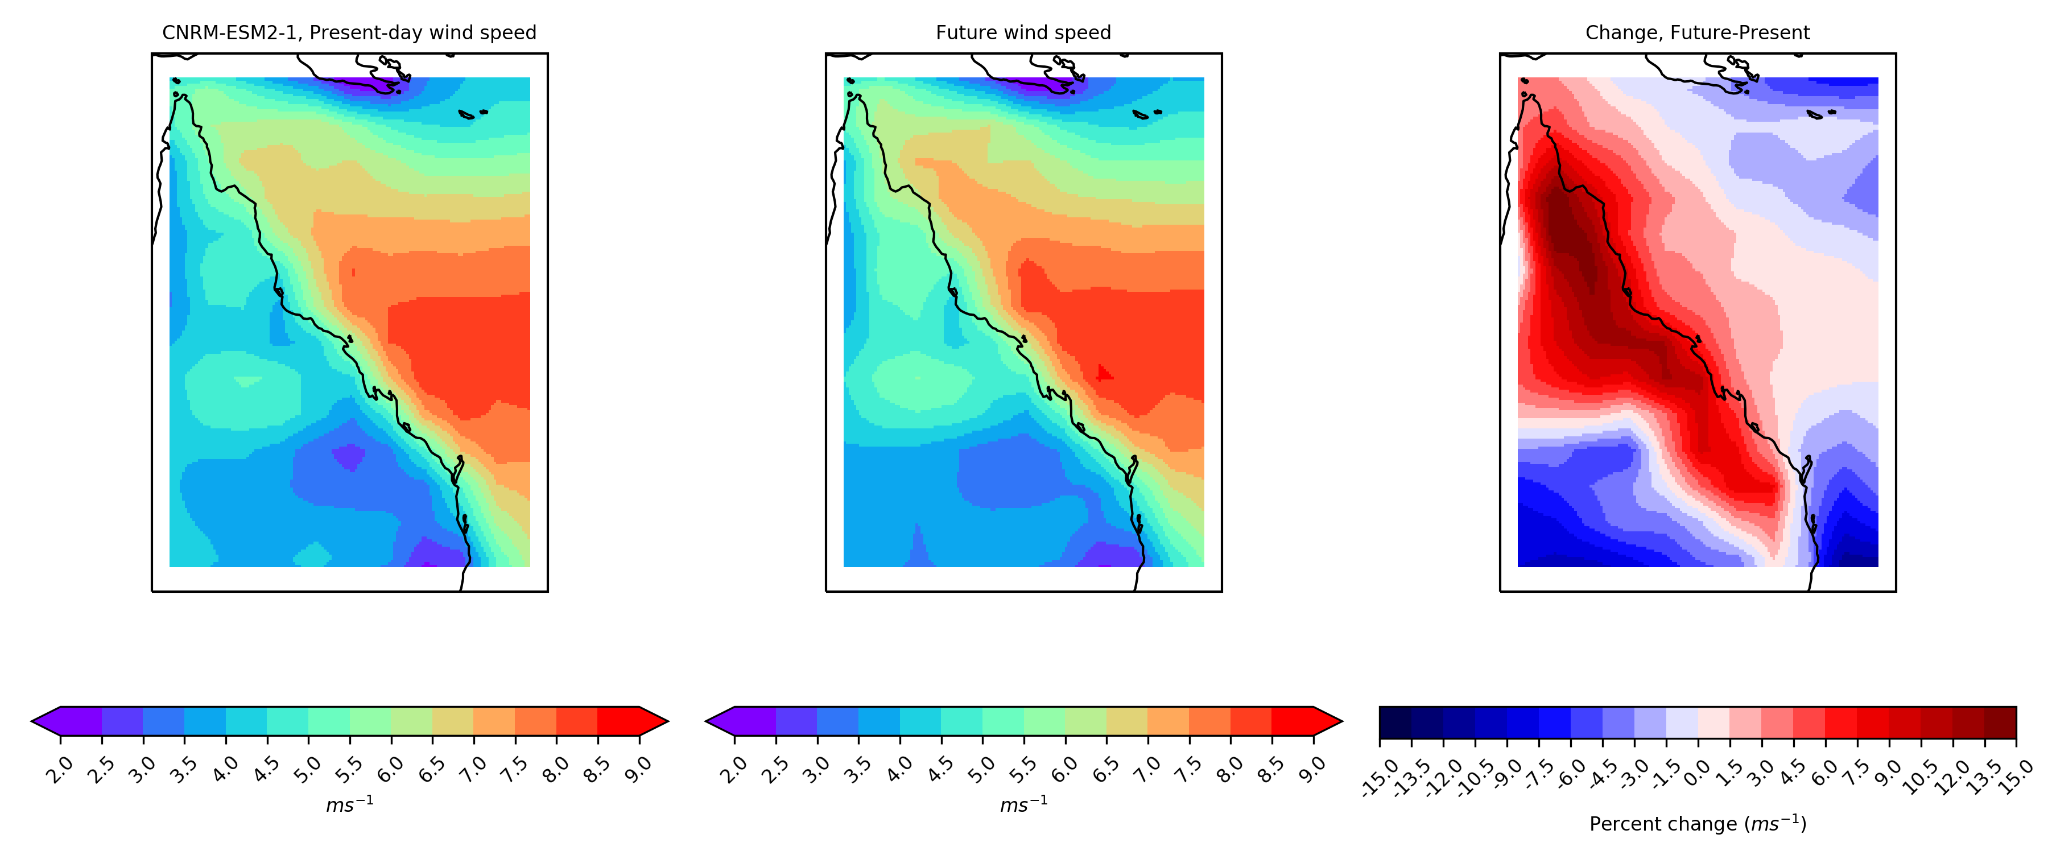 CNRM-ESM2-1, Present-day wind speed
Future wind speed
Change, Future-Present
2.0 2.5 3.0 3.5 4.0 4.5 5.0 5.5 6.0 6.5 7.0 7.5 8.0 8.5 9.0
ms⁻¹
2.0 2.5 3.0 3.5 4.0 4.5 5.0 5.5 6.0 6.5 7.0 7.5 8.0 8.5 9.0
ms⁻¹
-15.0 -13.5 -12.0 -10.5 -9.0 -7.5 -6.0 -4.5 -3.0 -1.5 0.0 1.5 3.0 4.5 6.0 7.5 9.0 10.5 12.0 13.5 15.0
Percent change (ms⁻¹)